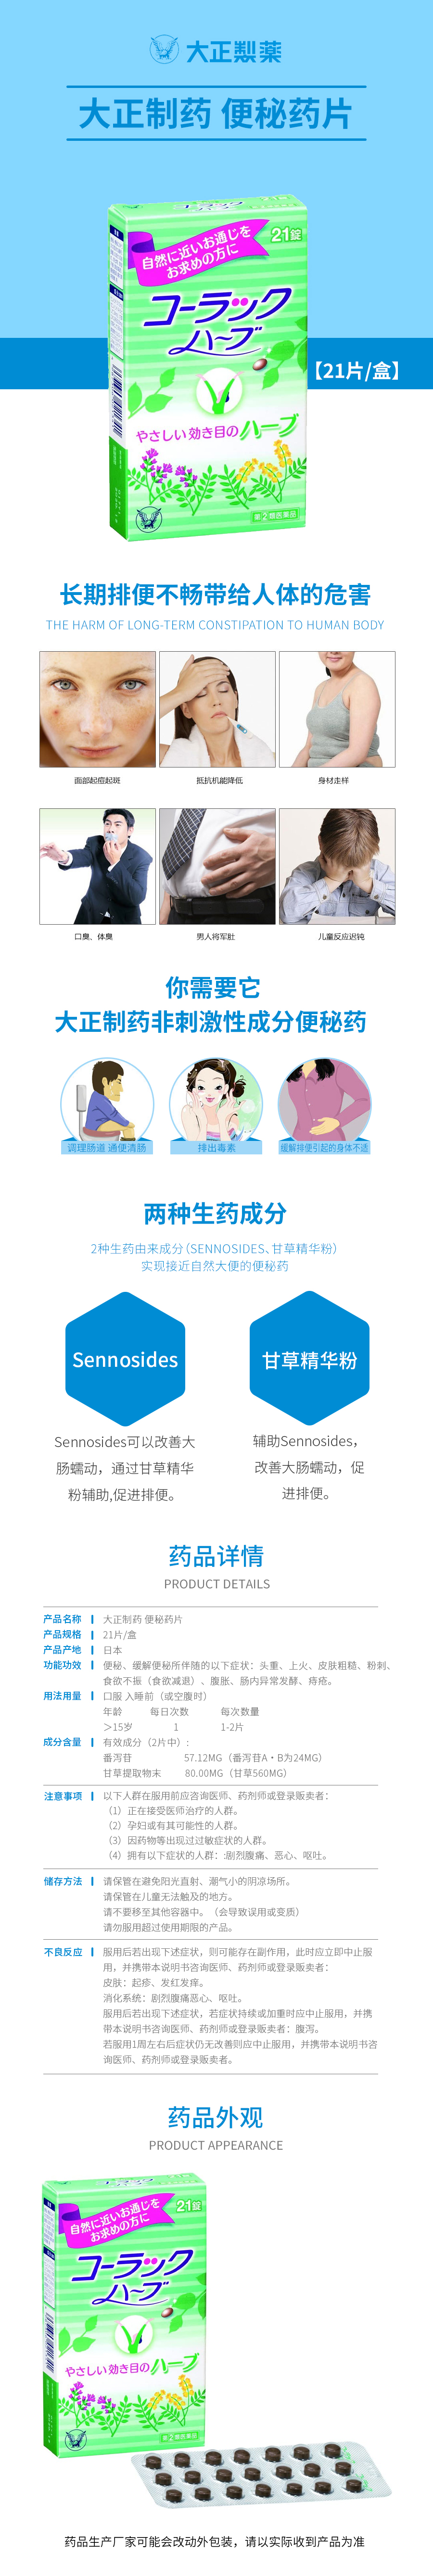 大正製薬
大正制药 便秘药片
自然に近いお通じを
お求めの方に
21錠
コーラック
ハーブ
やさしい効き目のハーブ
第2類医薬品
【21片/盒】
长期排便不畅带给人体的危害
THE HARM OF LONG-TERM CONSTIPATION TO HUMAN BODY
面部起痘起斑
抵抗机能降低
身材走样
口臭、体臭
男人将军肚
儿童反应迟钝
你需要它
大正制药非刺激性成分便秘药
调理肠道 通便清肠
排出毒素
缓解排便引起的身体不适
两种生药成分
2种生药由来成分（SENNOSIDES、甘草精华粉）
实现接近自然大便的便秘药
Sennosides
甘草精华粉
Sennosides可以改善大
肠蠕动，通过甘草精华
粉辅助,促进排便。
辅助Sennosides，
改善大肠蠕动，促
进排便。
药品详情
PRODUCT DETAILS
产品名称 大正制药 便秘药片
产品规格 21片/盒
产品产地 日本
功能功效 便秘、缓解便秘所伴随的以下症状：头重、上火、皮肤粗糙、粉刺、
食欲不振（食欲减退）、腹胀、肠内异常发酵、痔疮。
用法用量 口服 入睡前（或空腹时）
年龄 每日次数 每次数量
＞15岁 1 1-2片
成分含量 有效成分（2片中）:
番泻苷 57.12MG（番泻苷A・B为24MG）
甘草提取物末 80.00MG（甘草560MG）
注意事项 以下人群在服用前应咨询医师、药剂师或登录贩卖者：
（1）正在接受医师治疗的人群。
（2）孕妇或有其可能性的人群。
（3）因药物等出现过过敏症状的人群。
（4）拥有以下症状的人群：:剧烈腹痛、恶心、呕吐。
储存方法 请保管在避免阳光直射、潮气小的阴凉场所。
请保管在儿童无法触及的地方。
请不要移至其他容器中。（会导致误用或变质）
请勿服用超过使用期限的产品。
不良反应 服用后若出现下述症状，则可能存在副作用，此时应立即中止服
用，并携带本说明书咨询医师、药剂师或登录贩卖者：
皮肤：起疹、发红发痒。
消化系统：剧烈腹痛恶心、呕吐。
服用后若出现下述症状，若症状持续或加重时应中止服用，并携
带本说明书咨询医师、药剂师或登录贩卖者：腹泻。
若服用1周左右后症状仍无改善则应中止服用，并携带本说明书咨
询医师、药剂师或登录贩卖者。
药品外观
PRODUCT APPEARANCE
自然に近いお通じを
お求めの方に
21錠
コーラック
ハーブ
やさしい効き目のハーブ
第2類医薬品
药品生产厂家可能会改动外包装，请以实际收到产品为准